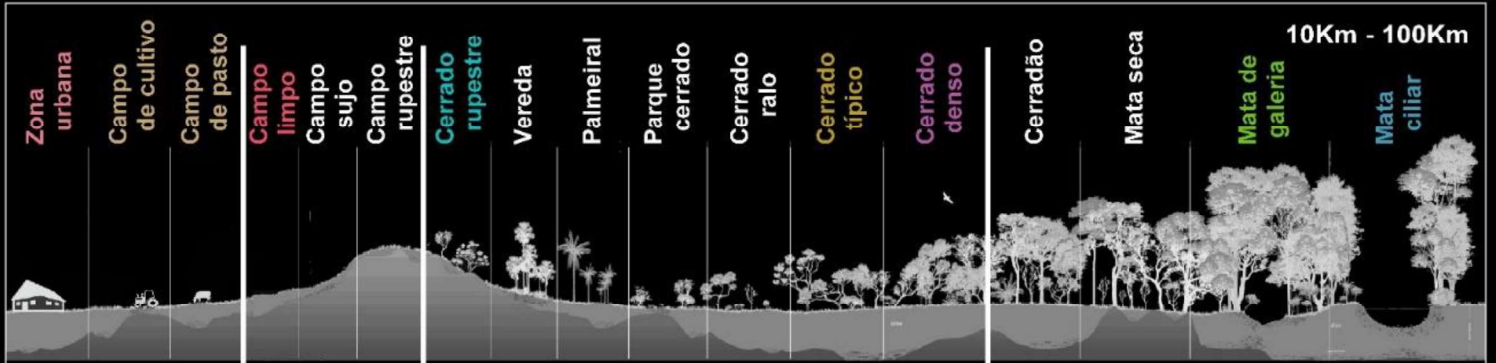 10Km - 100Km
Zona
urbana
Campo
de cultivo
Campo
de pasto
Campo
limpo
Campo
sujo
Campo
rupestre
Cerrado
rupestre
Vereda
Palmeiral
Parque
cerrado
Cerrado
ralo
Cerrado
típico
Cerrado
denso
Cerradão
Mata seca
Mata de
galeria
Mata
ciliar